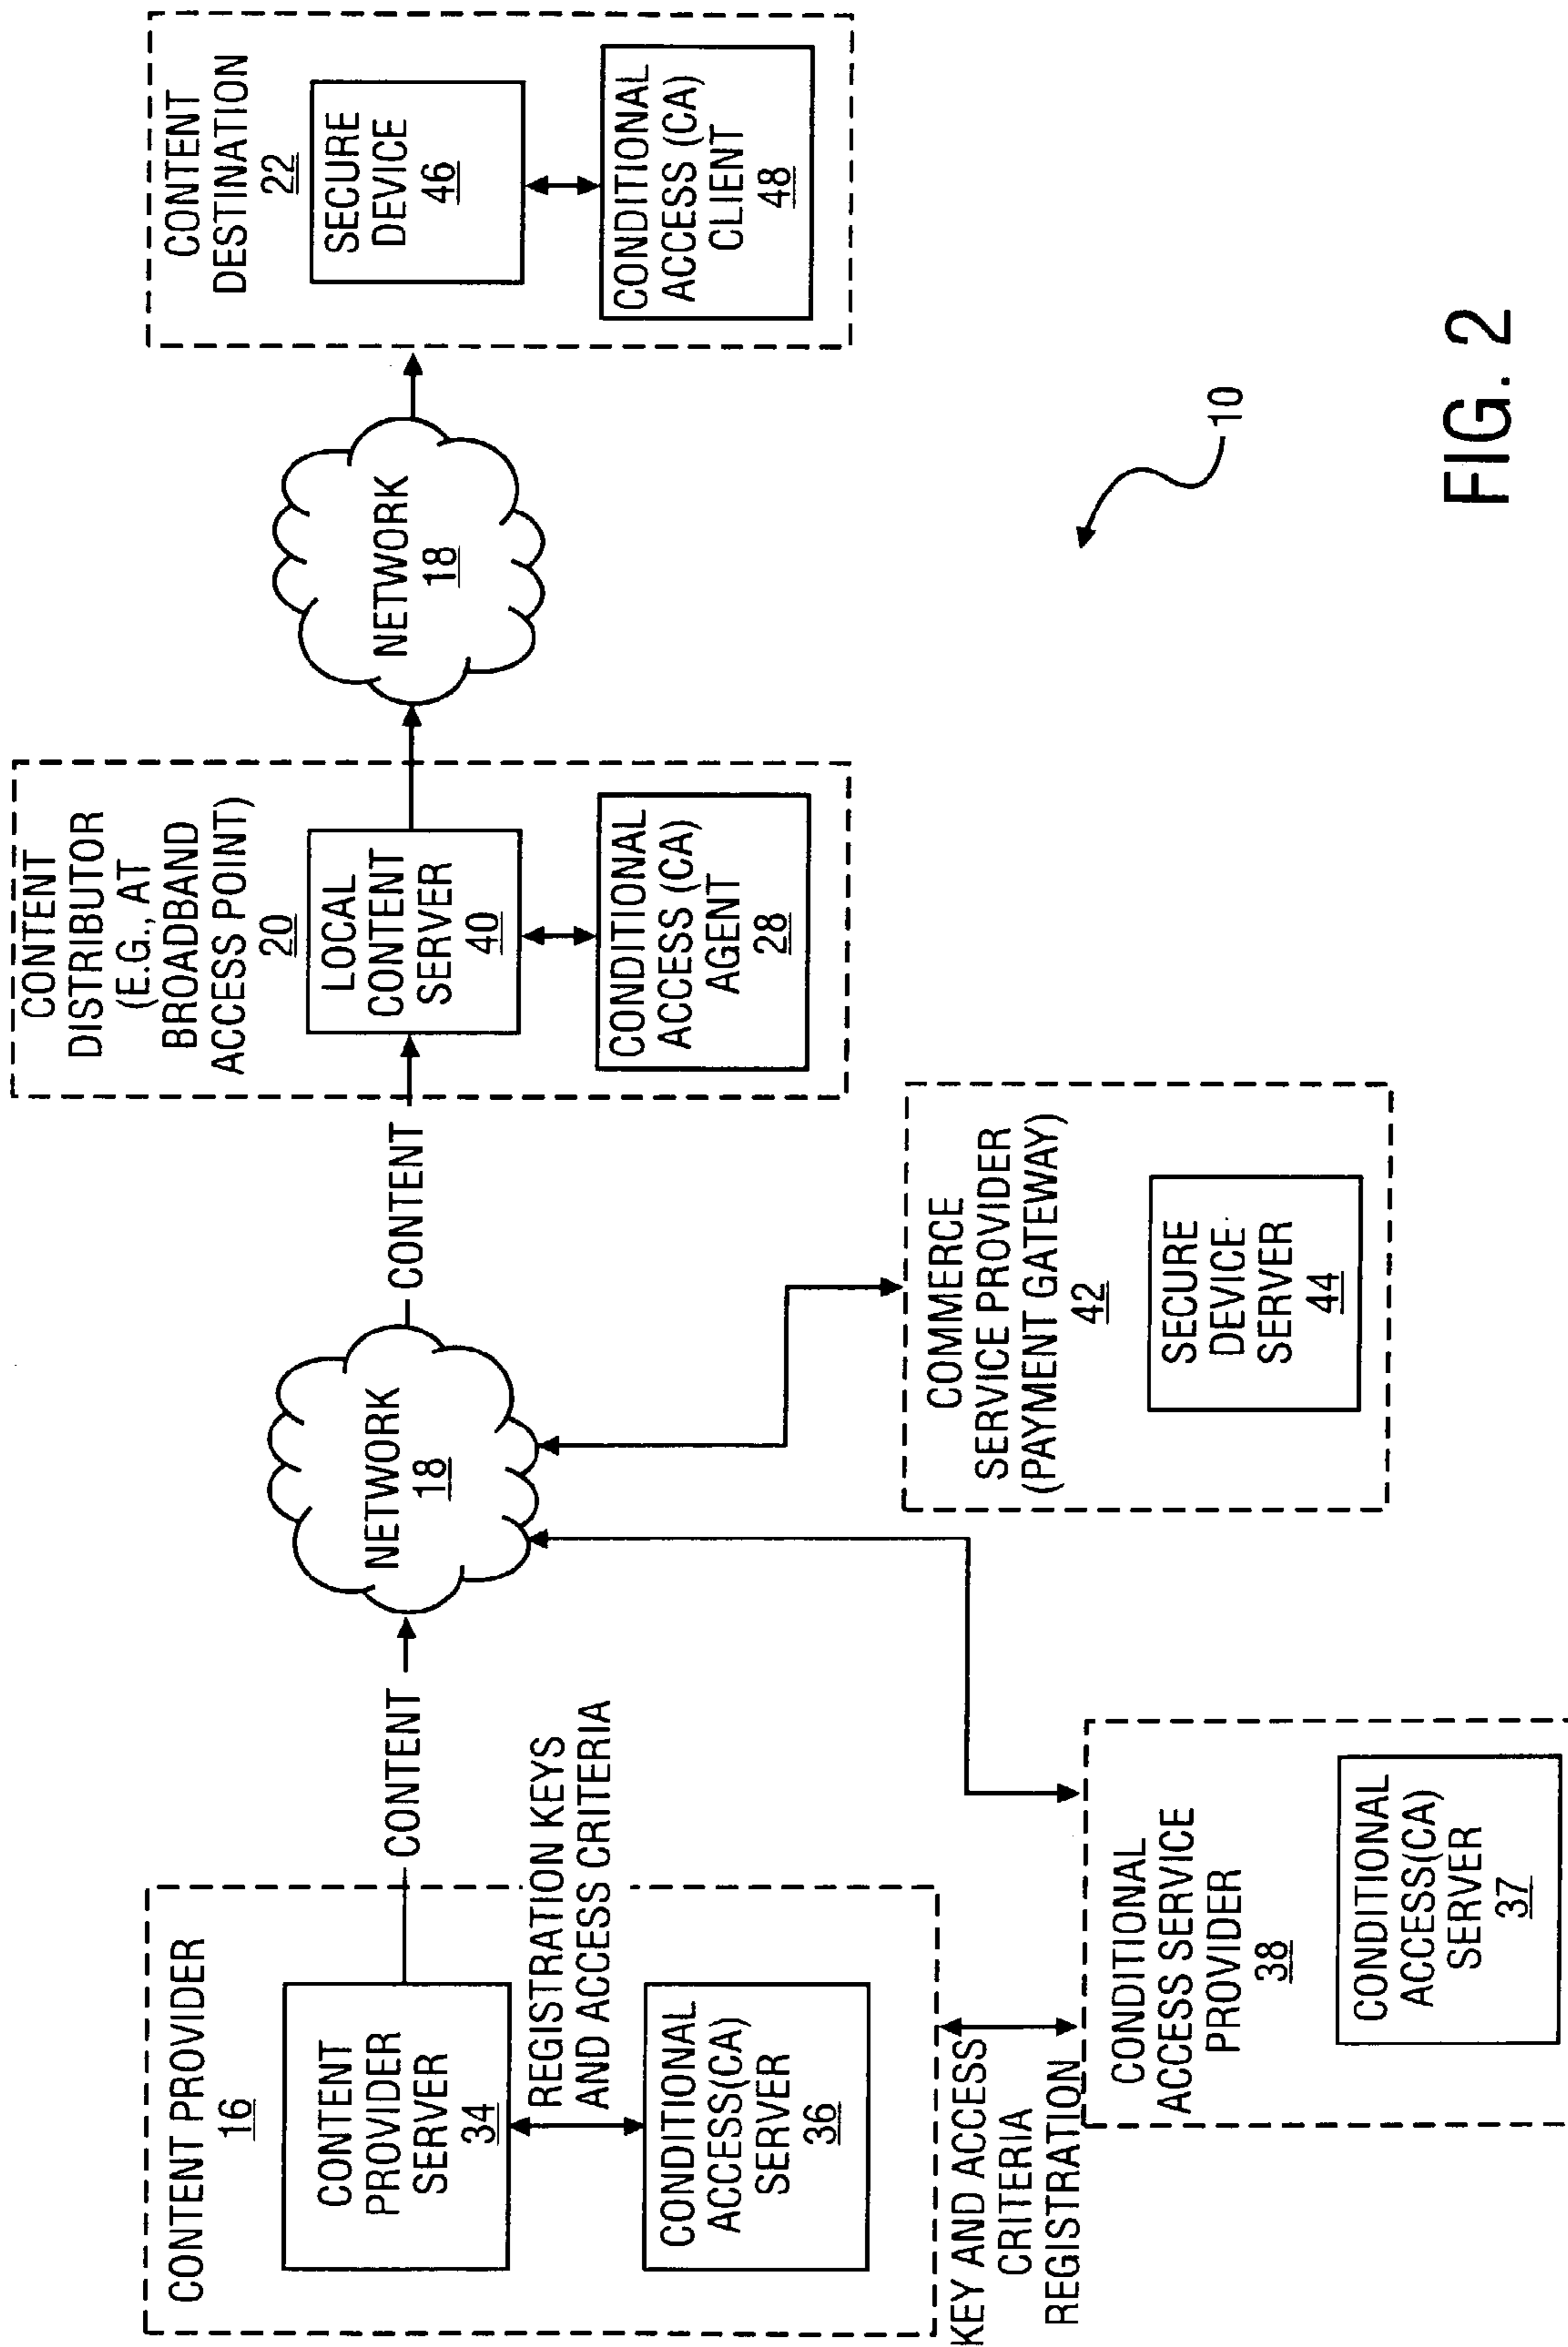 CONTENT PROVIDER
16
CONTENT
PROVIDER
SERVER
34
REGISTRATION KEYS
AND ACCESS CRITERIA
CONDITIONAL
ACCESS(CA)
SERVER
36
KEY AND ACCESS
CRITERIA
REGISTRATION
CONDITIONAL
ACCESS SERVICE
PROVIDER
38
CONDITIONAL
ACCESS(CA)
SERVER
37
CONTENT
NETWORK
18
COMMERCE
SERVICE PROVIDER
(PAYMENT GATEWAY)
42
SECURE
DEVICE
SERVER
44
CONTENT
CONTENT
DISTRIBUTOR
(E.G., AT
BROADBAND
ACCESS POINT)
20
LOCAL
CONTENT
SERVER
40
CONDITIONAL
ACCESS (CA)
AGENT
28
NETWORK
18
CONTENT
DESTINATION
22
SECURE
DEVICE
46
CONDITIONAL
ACCESS (CA)
CLIENT
48
10
FIG. 2